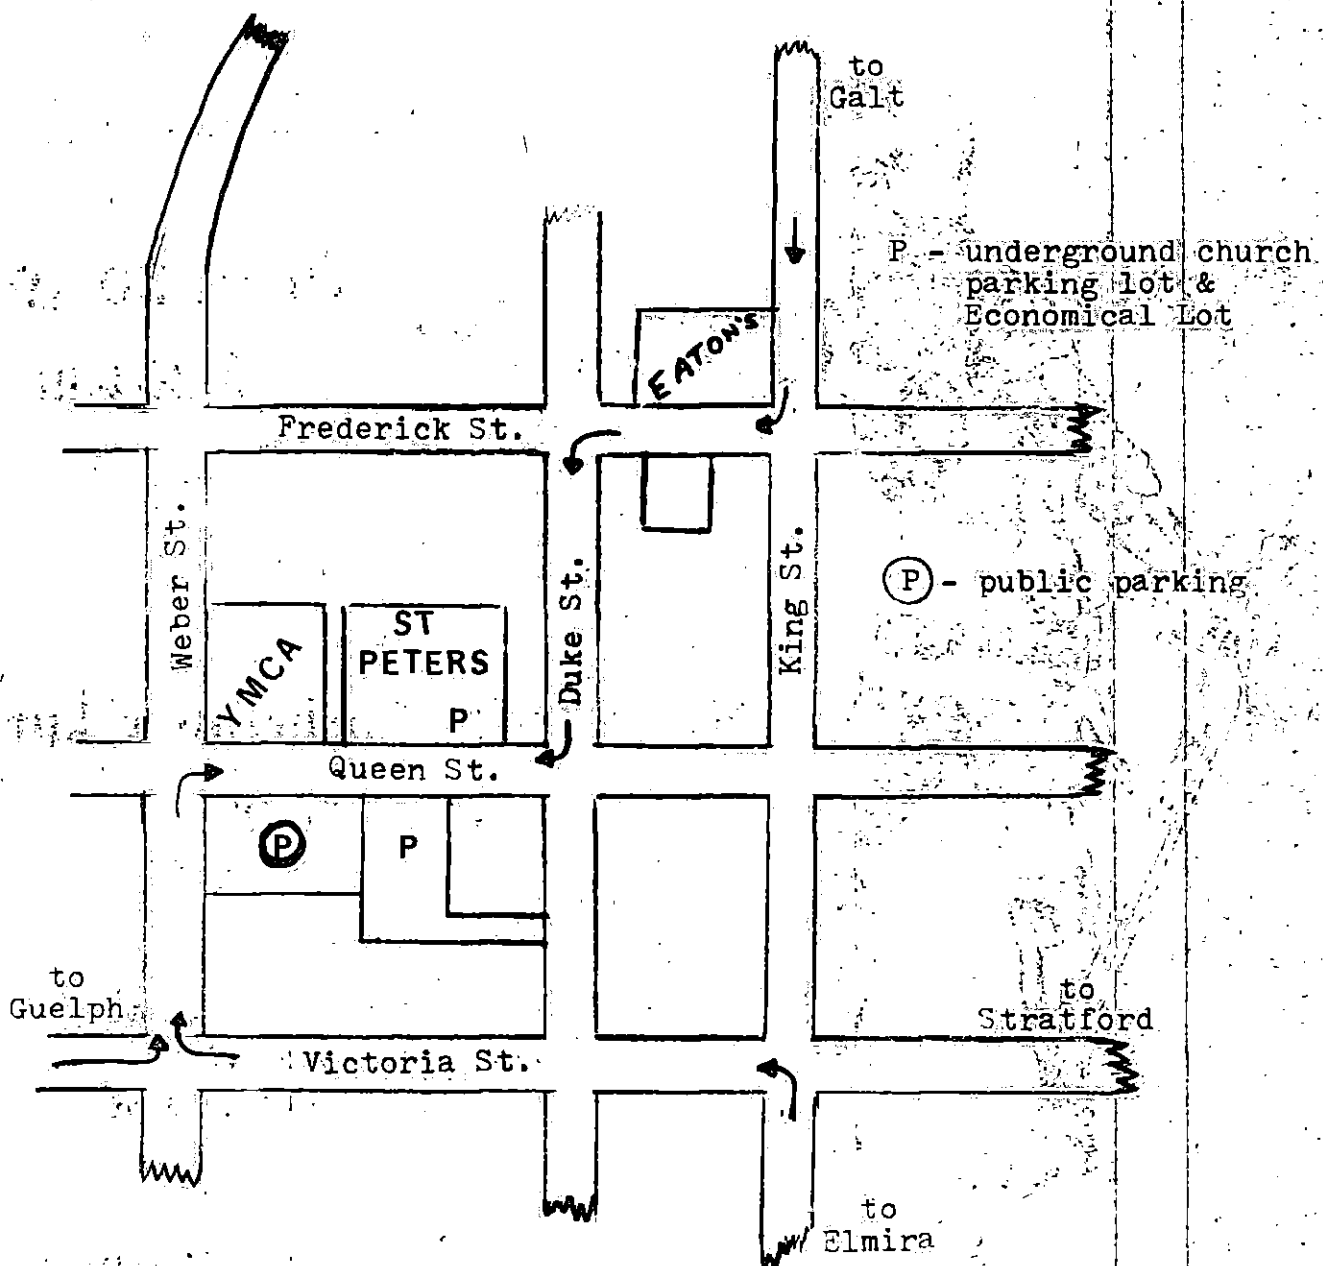 to
Galt
P - underground church
parking lot &
Economical Lot
EATON'S
Frederick St.
Weber St.
Duke St.
King St.
P - public parking
YMCA
ST
PETERS
P
Queen St.
P
P
to
Guelph
to
Stratford
Victoria St.
to
Elmira